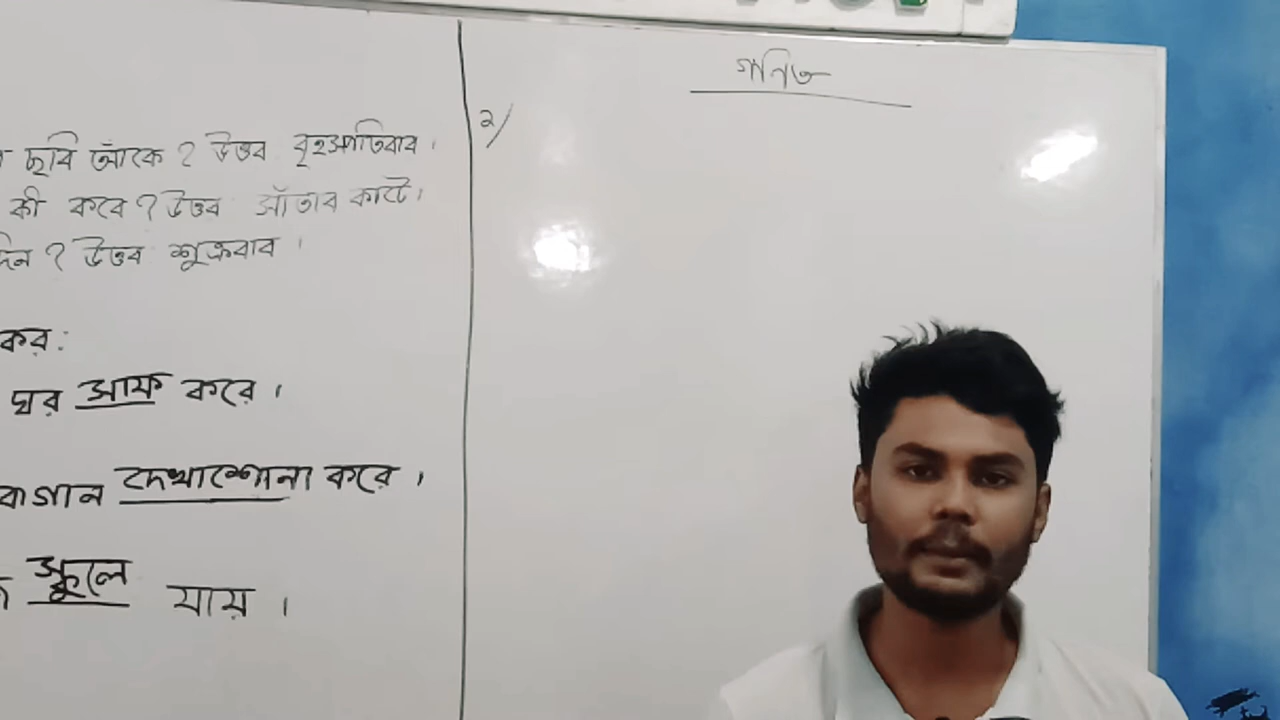 ছবি আঁকে ? উত্তর বৃহস্পতিবার ।
কী করে ? উত্তর সাঁতার কাটে ।
দিন ? উত্তর শুক্রবার ।
কর :
ঘর সাফ করে ।
বাগান দেখাশোনা করে ।
স্কুলে যায় ।
গনিত
২/